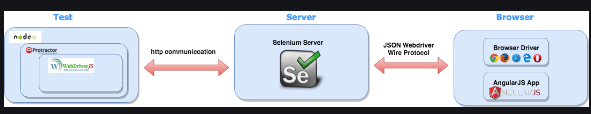 Test
Server
Browser
node
Protractor
WebDriverJS
http communiceation
Selenium Server
Se
JSON Webdriver
Wire Protocol
Browser Driver
AngularJS App
ANGULARJS